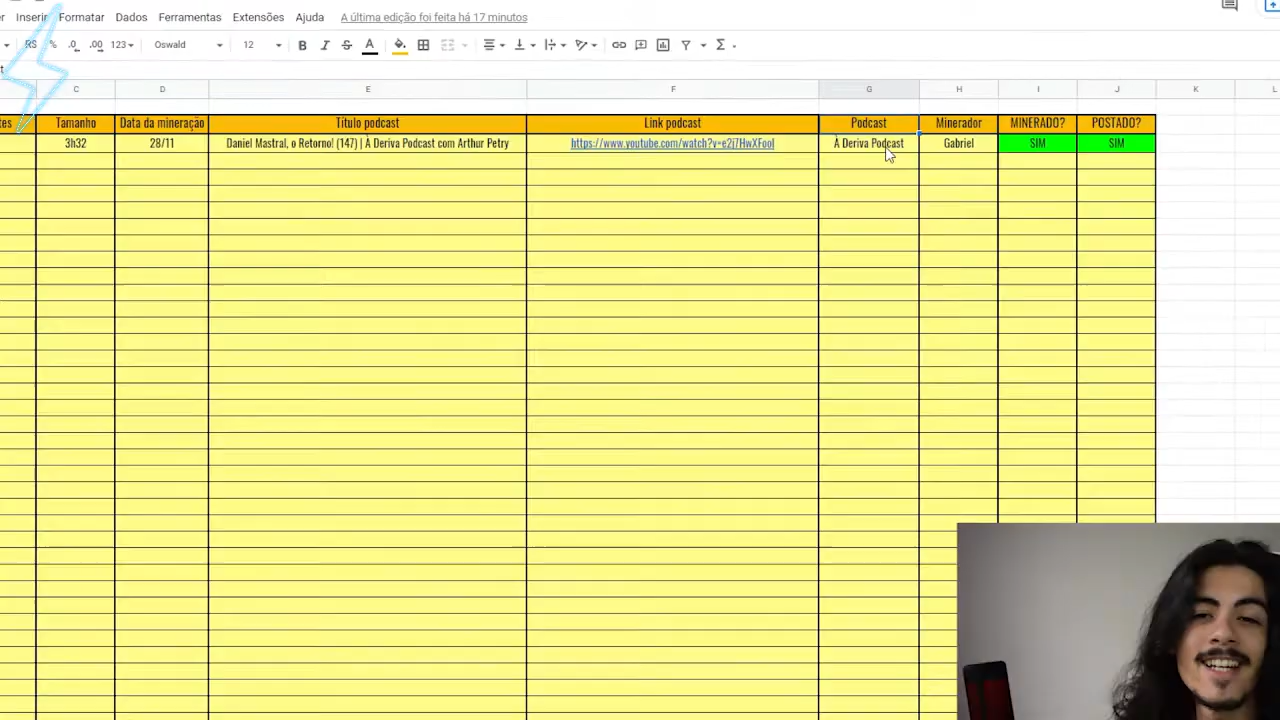 Inserir Formatar Dados Ferramentas Extensões Ajuda A última edição foi feita há 17 minutos
R$ % .0 .00 123 Oswald 12 B I S A
C D E F G H I J K L
tes Tamanho Data da mineração Título podcast Link podcast Podcast Minerador MINERADO? POSTADO?
3h32 28/11 Daniel Mastral, o Retorno! (147) | À Deriva Podcast com Arthur Petry https://www.youtube.com/watch?v=e2j7HwXFooI À Deriva Podcast Gabriel SIM SIM